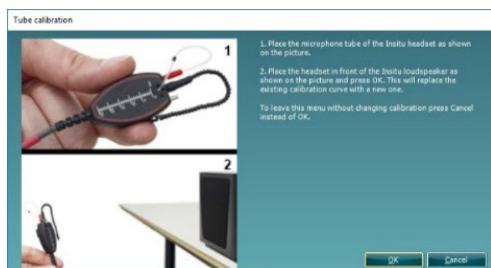 Tube calibration
1
1. Place the microphone tube of the Insitu headset as shown
on the picture.
2. Place the headset in front of the Insitu loudspeaker as
shown on the picture and press OK. This will replace the
existing calibration curve with a new one.
To leave this menu without changing calibration press Cancel
instead of OK.
2
OK
Cancel